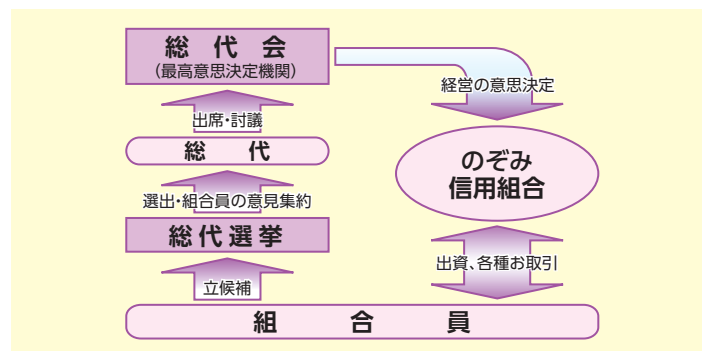 総代会
(最高意思決定機関)
経営の意思決定
出席・討議
総代
のぞみ
信用組合
選出・組合員の意見集約
総代選挙
出資、各種お取引
立候補
組合員